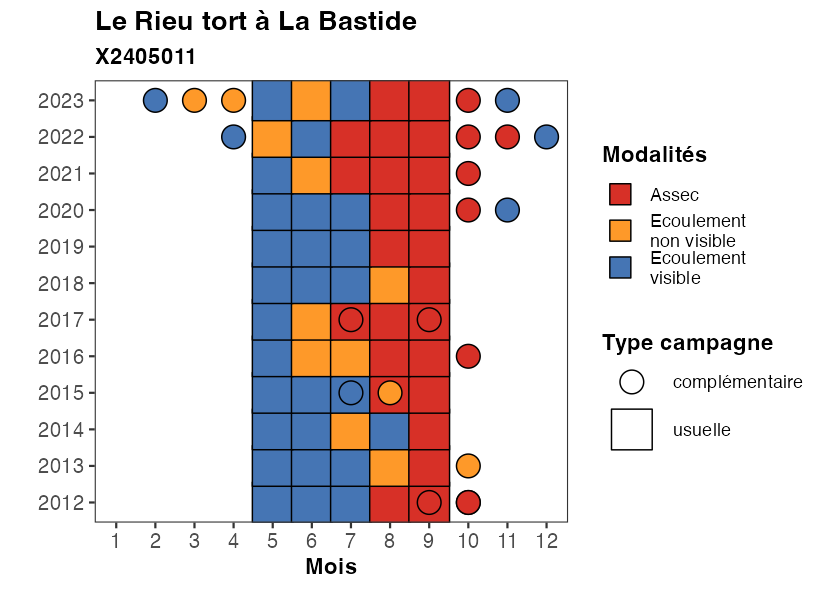 Le Rieu tort à La Bastide
X2405011
2023
2022
2021
2020
2019
2018
2017
2016
2015
2014
2013
2012
1 2 3 4 5 6 7 8 9 10 11 12
Mois
Modalités
Assec
Ecoulement
non visible
Ecoulement
visible
Type campagne
complémentaire
usuelle